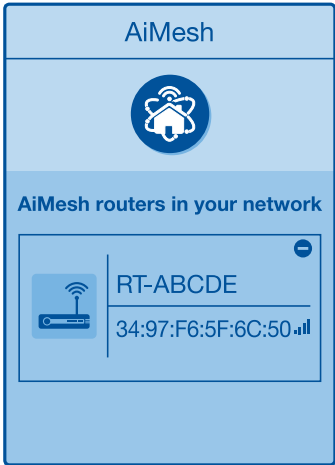 AiMesh
AiMesh routers in your network
RT-ABCDE
34:97:F6:5F:6C:50